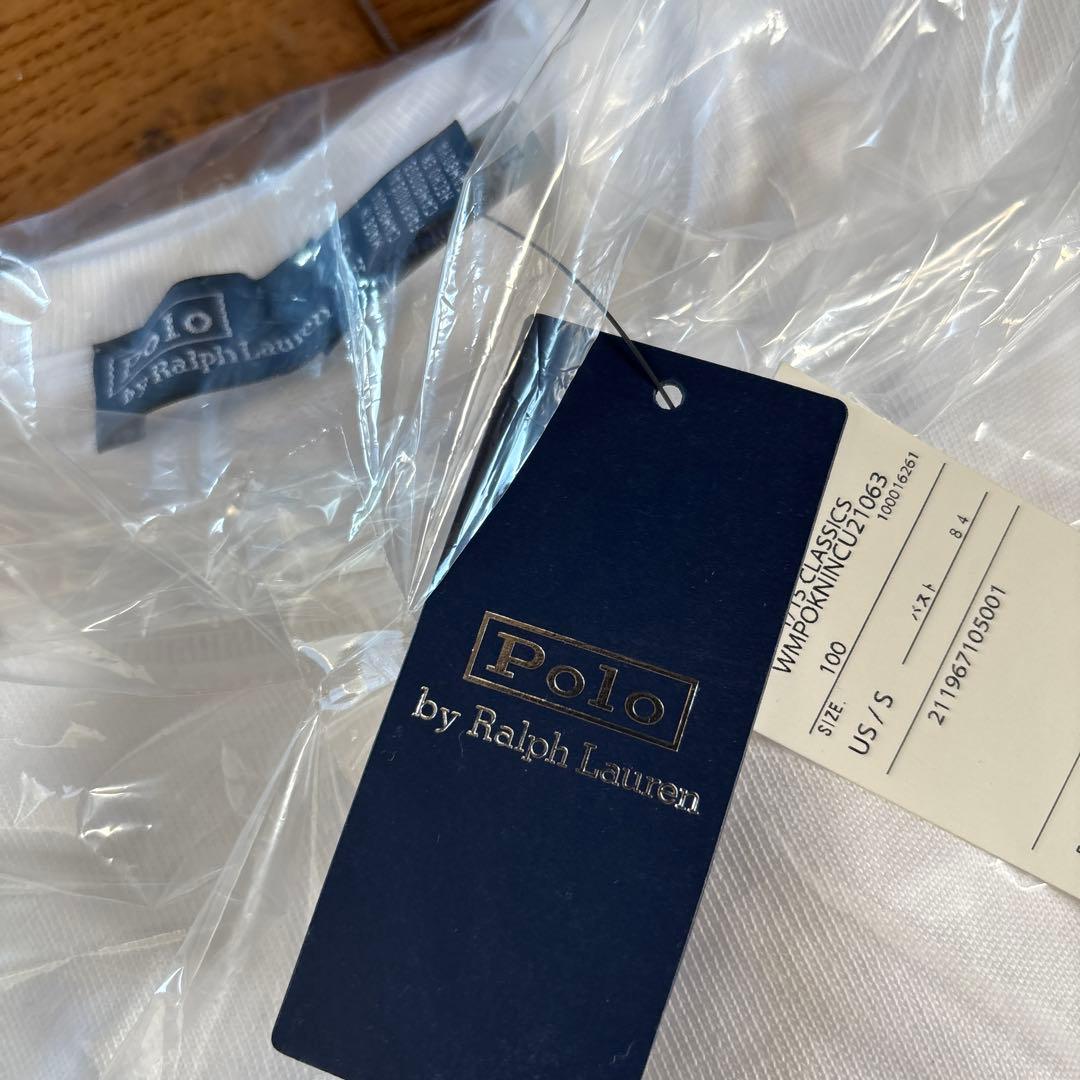 Polo
by Ralph Lauren
Polo
by Ralph Lauren
CLASSICS
WMPOKNINCU21063
100016261
SIZE. 100
バスト 84
US / S
211967105001